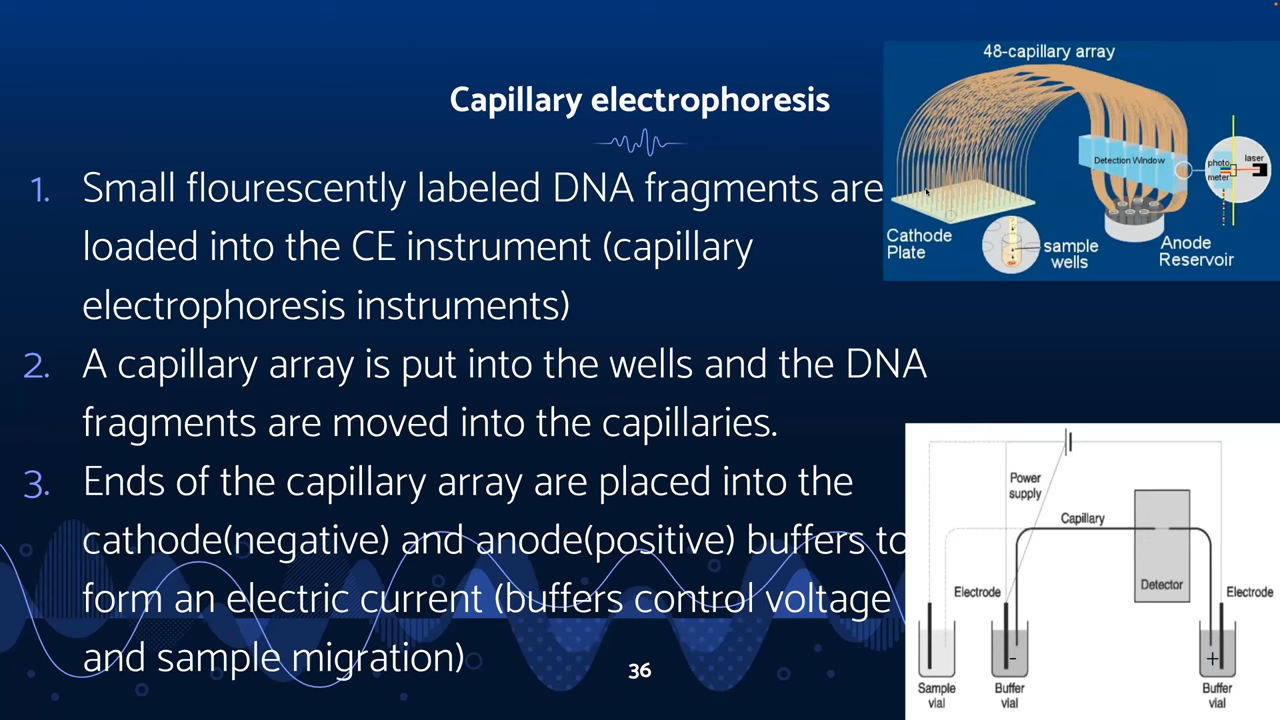 Capillary electrophoresis
1. Small flourescently labeled DNA fragments are
loaded into the CE instrument (capillary
electrophoresis instruments)
2. A capillary array is put into the wells and the DNA
fragments are moved into the capillaries.
3. Ends of the capillary array are placed into the
cathode(negative) and anode(positive) buffers to
form an electric current (buffers control voltage
and sample migration)
36
48-capillary array
Detection Window
photo
meter
laser
Cathode
Plate
sample
wells
Anode
Reservoir
Power
supply
Capillary
Detector
Electrode
Electrode
-
+
Sample
vial
Buffer
vial
Buffer
vial